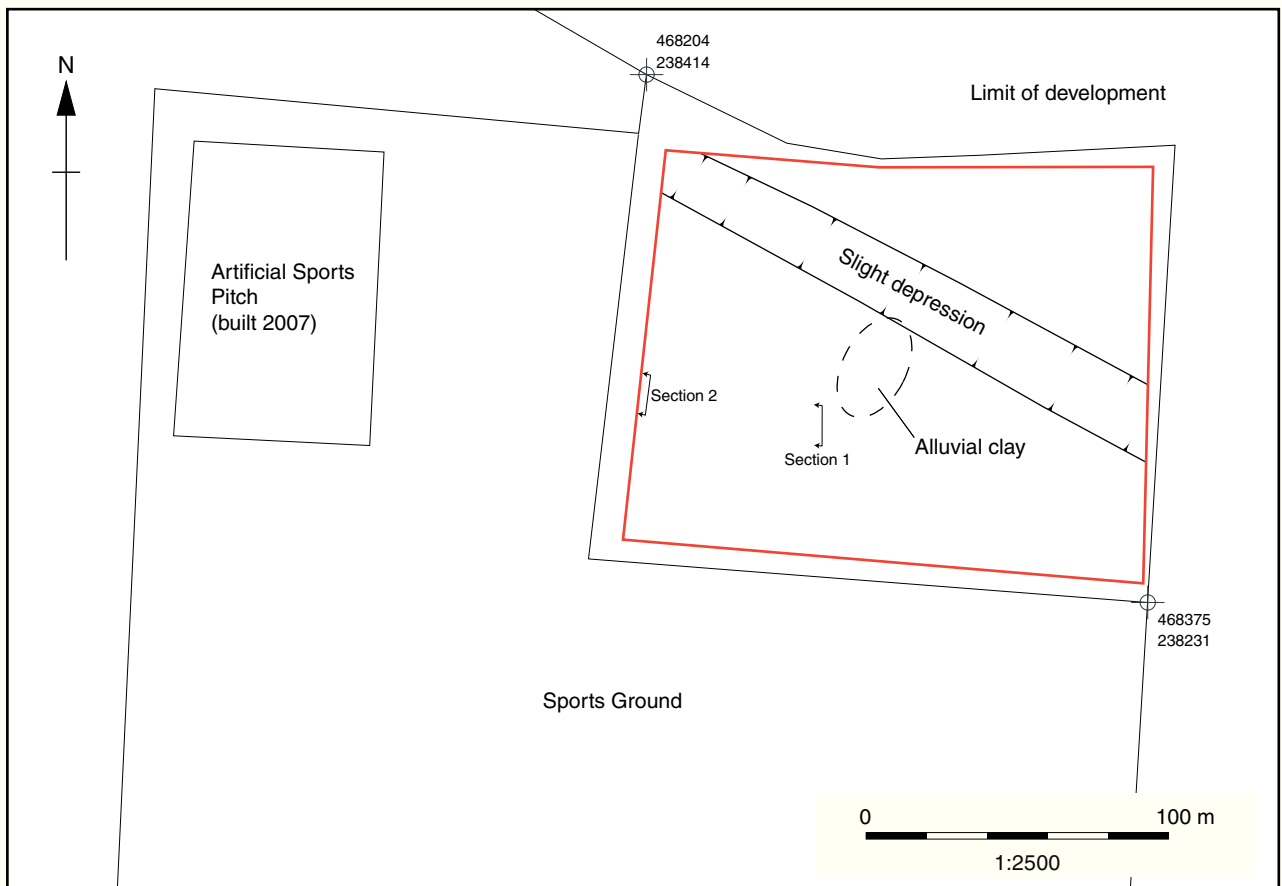 468204
238414
N
Limit of development
Artificial Sports
Pitch
(built 2007)
Slight depression
Section 2
Section 1
Alluvial clay
468375
238231
Sports Ground
0 100 m
1:2500